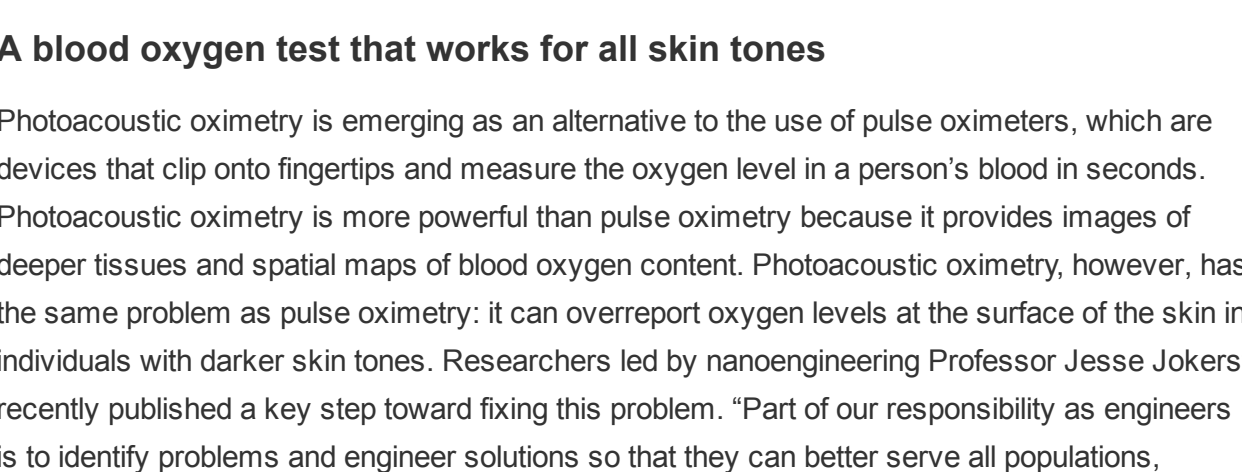 A blood oxygen test that works for all skin tones
Photoacoustic oximetry is emerging as an alternative to the use of pulse oximeters, which are
devices that clip onto fingertips and measure the oxygen level in a person’s blood in seconds.
Photoacoustic oximetry is more powerful than pulse oximetry because it provides images of
deeper tissues and spatial maps of blood oxygen content. Photoacoustic oximetry, however, has
the same problem as pulse oximetry: it can overreport oxygen levels at the surface of the skin in
individuals with darker skin tones. Researchers led by nanoengineering Professor Jesse Jokerst
recently published a key step toward fixing this problem. “Part of our responsibility as engineers
is to identify problems and engineer solutions so that they can better serve all populations,